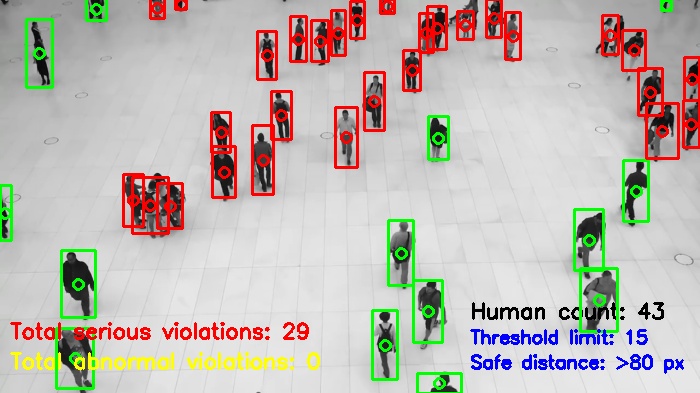 Human count: 43
Total serious violations: 29
Threshold limit: 15
Total abnormal violations: 0
Safe distance: >80 px